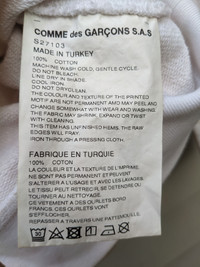 COMME des GARÇONS S.A.S
S27103
MADE IN TURKEY
100% COTTON
MACHINE WASH COLD, GENTLE CYCLE.
DO NOT BLEACH.
LINE DRY IN SHADE.
COOL IRON.
DO NOT DRYCLEAN.
THE COLOUR AND TEXTURE OF THE PRINTED
MOTIF ARE NOT PERMANENT AND MAY PEEL AND
CHANGE SOMEWHAT WITH WEAR AND WASHING
THE FABRIC MAY SHRINK, EXPAND OR TWIST
WITH CLEANING.
THIS ITEM HAS UNFINISHED HEMS. THE RAW
EDGES WILL FRAY.
IRON THROUGH A PRESSING CLOTH.
FABRIQUE EN TURQUIE
100% COTON
LA COULEUR ET LA TEXTURE DE L'IMPRIME
NE SONT PAS PERMANENT ET PEUVENT
S'ALTERER A L'USAGE ET AVEC LES LAVAGES.
LE TISSU PEUT RETRECIR, SE DETENDRE OU
TOURNER AU NETTOYAGE.
CE VETEMENT A DES OURLETS BORD
FRANCS. CES OURLETS VONT
S'EFFILOCHER.
REPASSER A TRAVERS UNE PATTEMOUILLE.
30